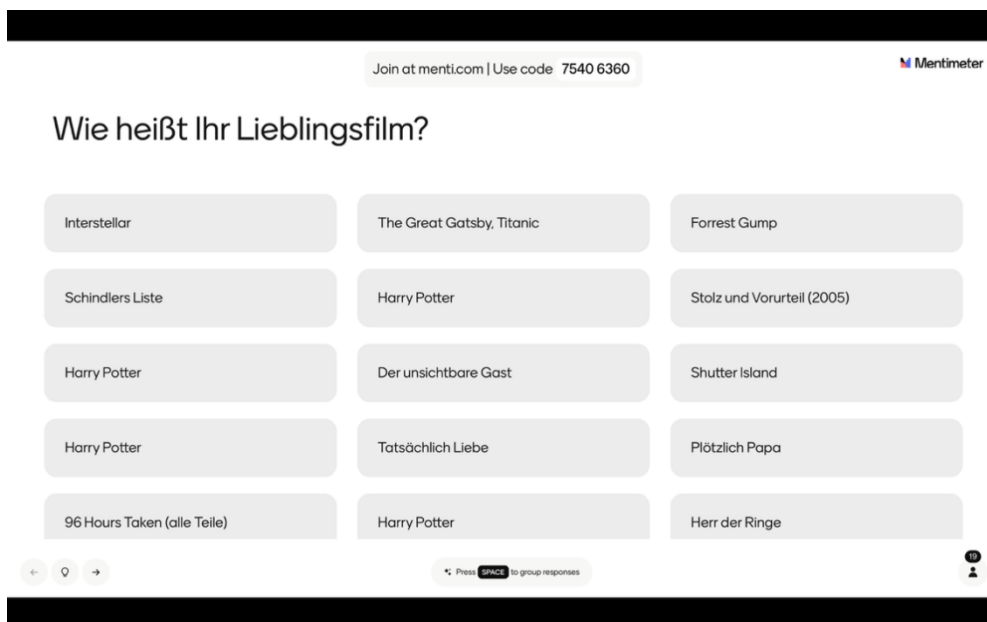 Join at menti.com | Use code 7540 6360
Mentimeter
Wie heißt Ihr Lieblingsfilm?
Interstellar
The Great Gatsby, Titanic
Forrest Gump
Schindlers Liste
Harry Potter
Stolz und Vorurteil (2005)
Harry Potter
Der unsichtbare Gast
Shutter Island
Harry Potter
Tatsächlich Liebe
Plötzlich Papa
96 Hours Taken (alle Teile)
Harry Potter
Herr der Ringe
Press SPACE to group responses
19